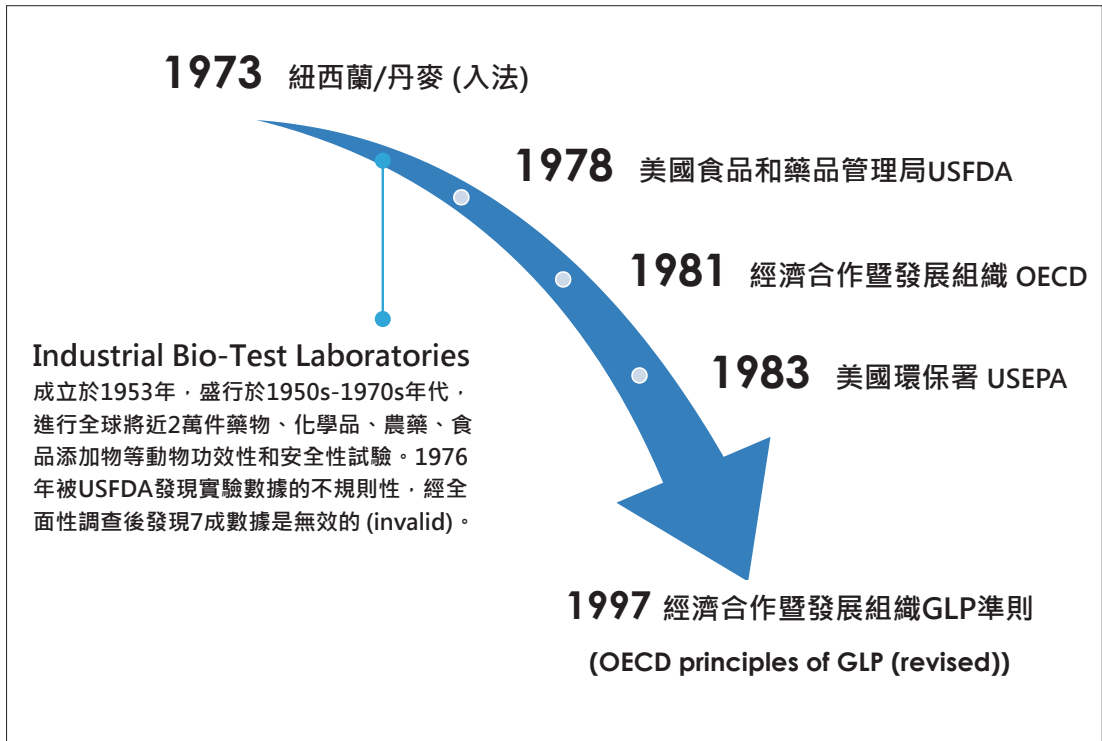 1973 紐西蘭/丹麥 (入法)
1978 美國食品和藥品管理局USFDA
1981 經濟合作暨發展組織 OECD
1983 美國環保署 USEPA
Industrial Bio-Test Laboratories
成立於1953年，盛行於1950s-1970s年代，
進行全球將近2萬件藥物、化學品、農藥、食
品添加物等動物功效性和安全性試驗。1976
年被USFDA發現實驗數據的不規則性，經全
面性調查後發現7成數據是無效的 (invalid)。
1997 經濟合作暨發展組織GLP準則
(OECD principles of GLP (revised))